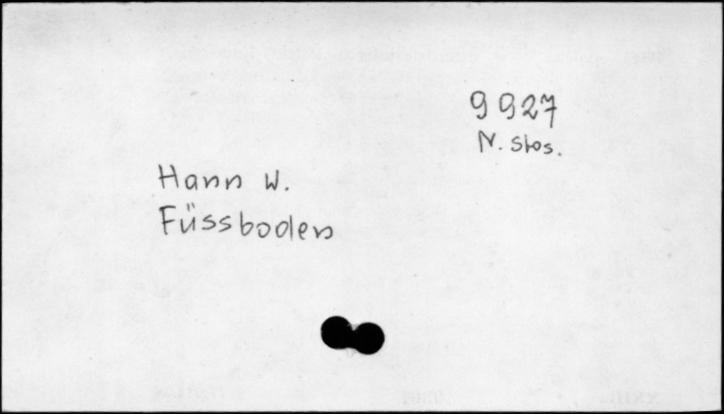 9927
N. stos.
Hann W.
Füssboden